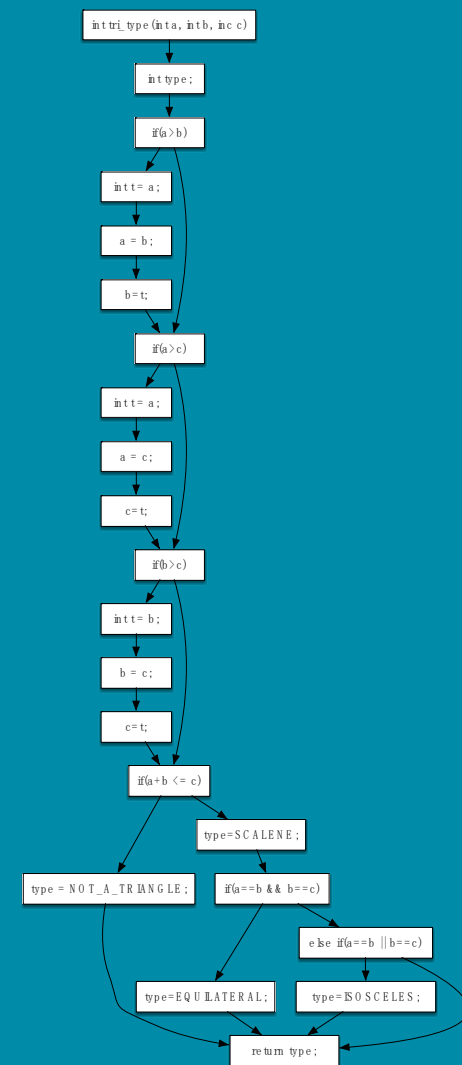 int tri_type(int a, int b, inc c)
int type;
if(a>b)
int t = a;
a = b;
b=t;
if(a>c)
int t = a;
a = c;
c=t;
if(b>c)
int t = b;
b = c;
c=t;
if(a+b <= c)
type=SCALENE;
type = NOT_A_TRIANGLE;
if(a==b && b==c)
else if(a==b || b==c)
type=EQUILATERAL;
type=ISOSCELES;
return type;